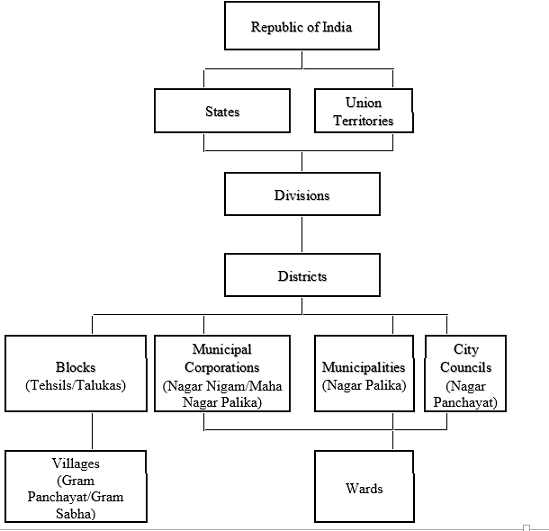 Republic of India
States
Union
Territories
Divisions
Districts
Blocks
(Tehsils/Talukas)
Municipal
Corporations
(Nagar Nigam/Maha
Nagar Palika)
Municipalities
(Nagar Palika)
City
Councils
(Nagar
Panchayat)
Villages
(Gram
Panchayat/Gram
Sabha)
Wards